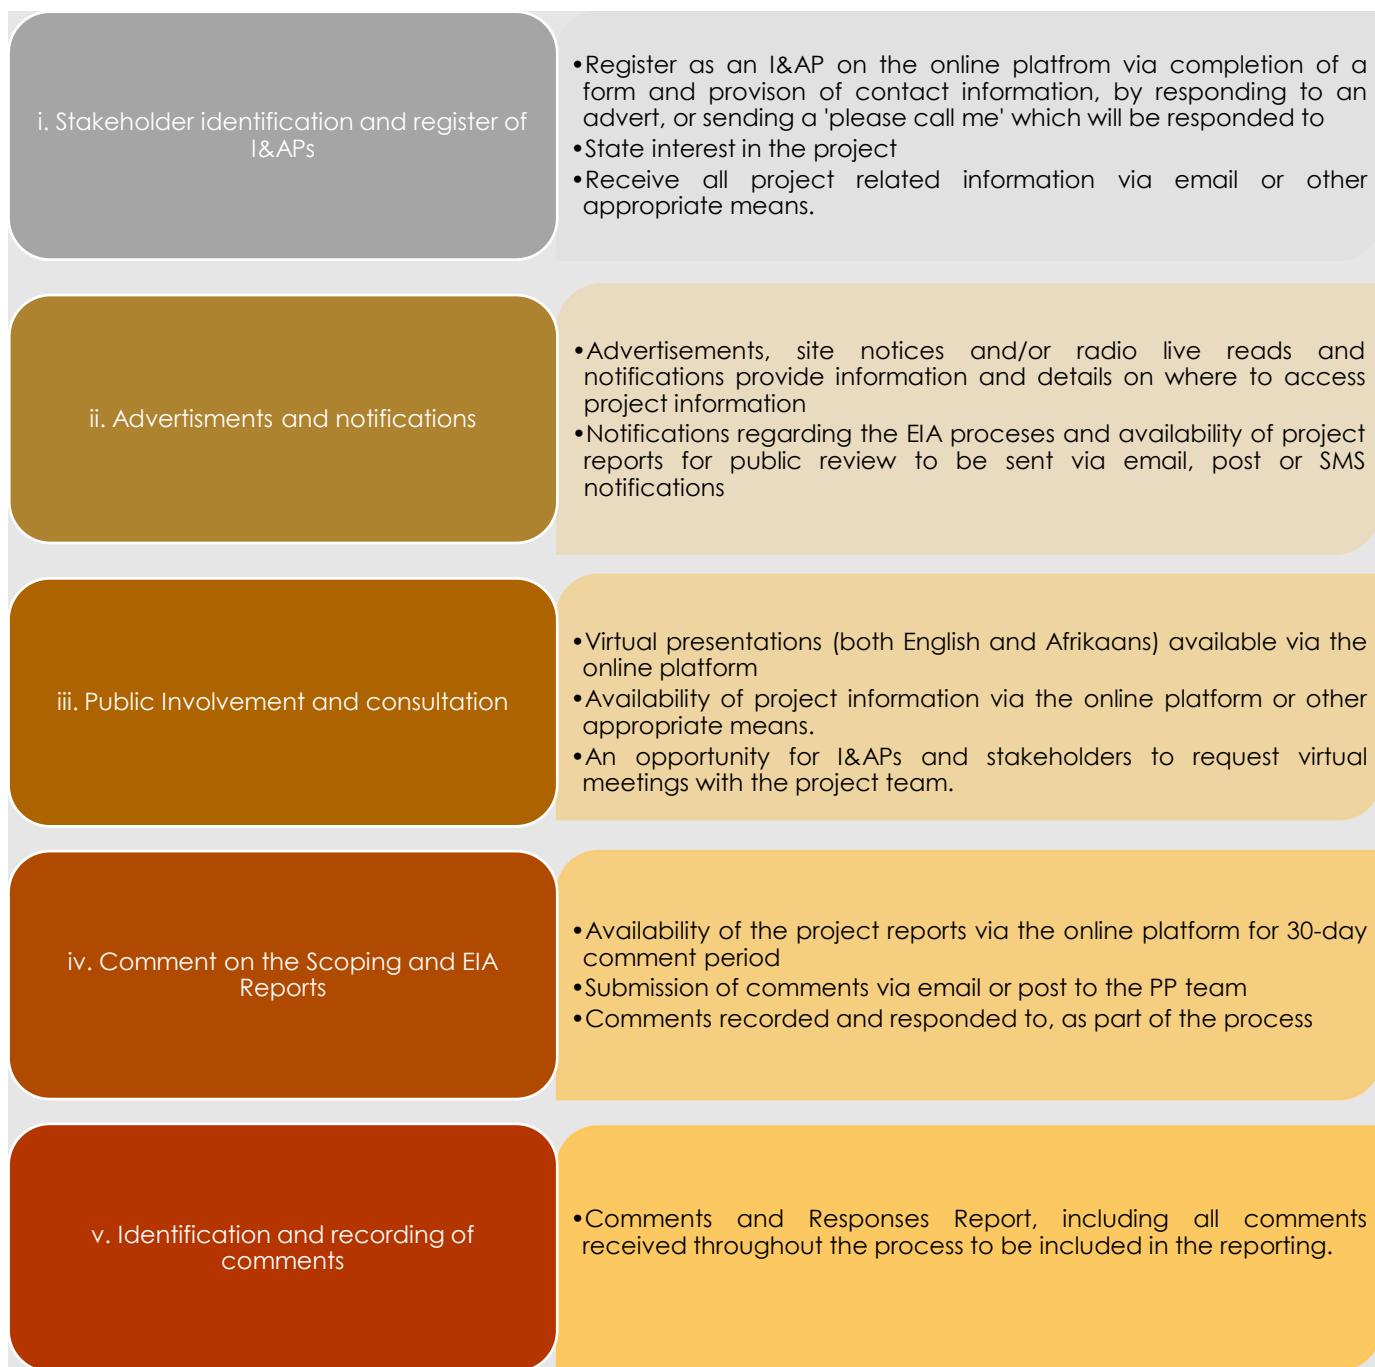 i. Stakeholder identification and register of
I&APs
•Register as an I&AP on the online platfrom via completion of a
form and provison of contact information, by responding to an
advert, or sending a 'please call me' which will be responded to
•State interest in the project
•Receive all project related information via email or other
appropriate means.
ii. Advertisments and notifications
•Advertisements, site notices and/or radio live reads and
notifications provide information and details on where to access
project information
•Notifications regarding the EIA proceses and availability of project
reports for public review to be sent via email, post or SMS
notifications
iii. Public Involvement and consultation
•Virtual presentations (both English and Afrikaans) available via the
online platform
•Availability of project information via the online platform or other
appropriate means.
•An opportunity for I&APs and stakeholders to request virtual
meetings with the project team.
iv. Comment on the Scoping and EIA
Reports
•Availability of the project reports via the online platform for 30-day
comment period
•Submission of comments via email or post to the PP team
•Comments recorded and responded to, as part of the process
v. Identification and recording of
comments
•Comments and Responses Report, including all comments
received throughout the process to be included in the reporting.